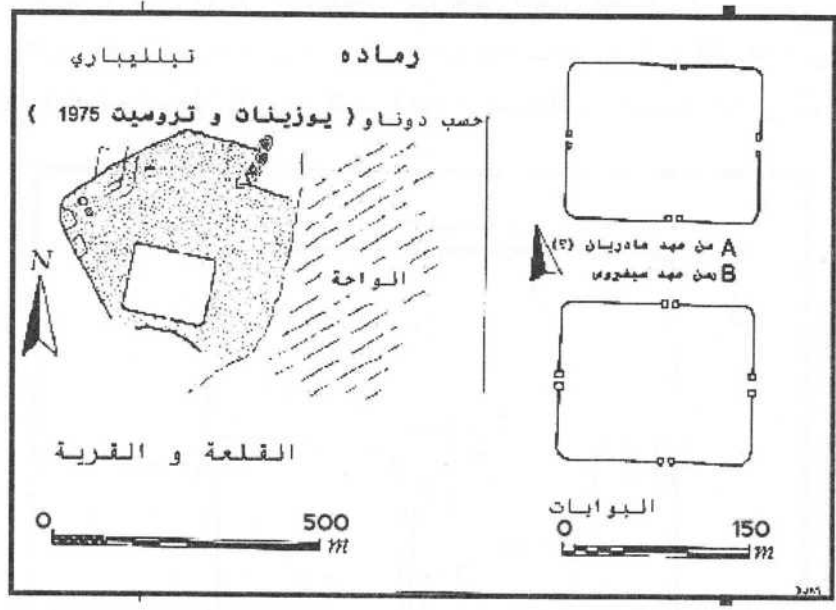 رماده
تبلليباري
حسب دوناو ( يوزينات و تروسيت 1975 )
N
الواحة
القلعة و القرية
0 500
m
A من عهد هادريان (؟)
B ومن عهد سيفروس
البوابات
0 150
m